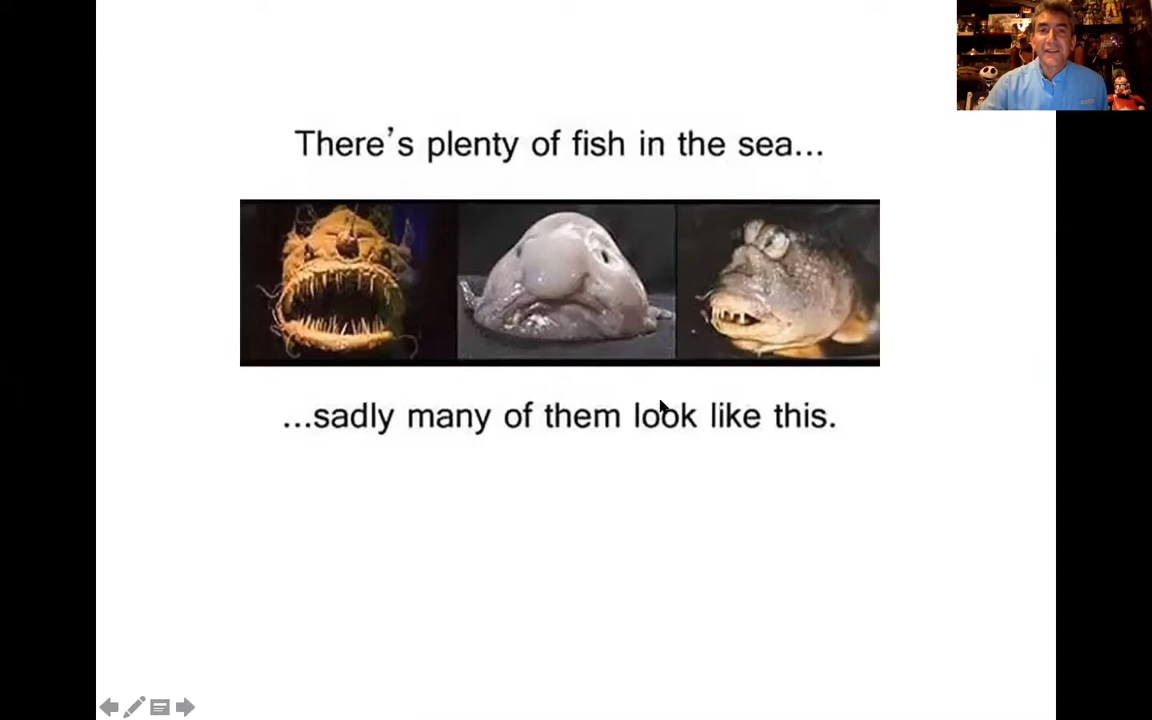 There’s plenty of fish in the sea...
...sadly many of them look like this.